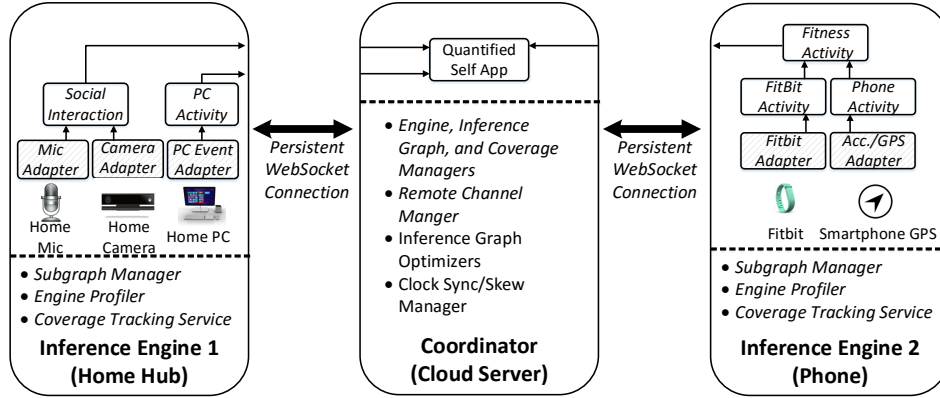 Social
Interaction
PC
Activity
Mic
Adapter
Camera
Adapter
PC Event
Adapter
Home
Mic
Home
Camera
Home PC
• Subgraph Manager
• Engine Profiler
• Coverage Tracking Service
Inference Engine 1
(Home Hub)
Persistent
WebSocket
Connection
Quantified
Self App
• Engine, Inference
Graph, and Coverage
Managers
• Remote Channel
Manger
• Inference Graph
Optimizers
• Clock Sync/Skew
Manager
Coordinator
(Cloud Server)
Persistent
WebSocket
Connection
Fitness
Activity
FitBit
Activity
Phone
Activity
Fitbit
Adapter
Acc./GPS
Adapter
Fitbit
Smartphone GPS
• Subgraph Manager
• Engine Profiler
• Coverage Tracking Service
Inference Engine 2
(Phone)